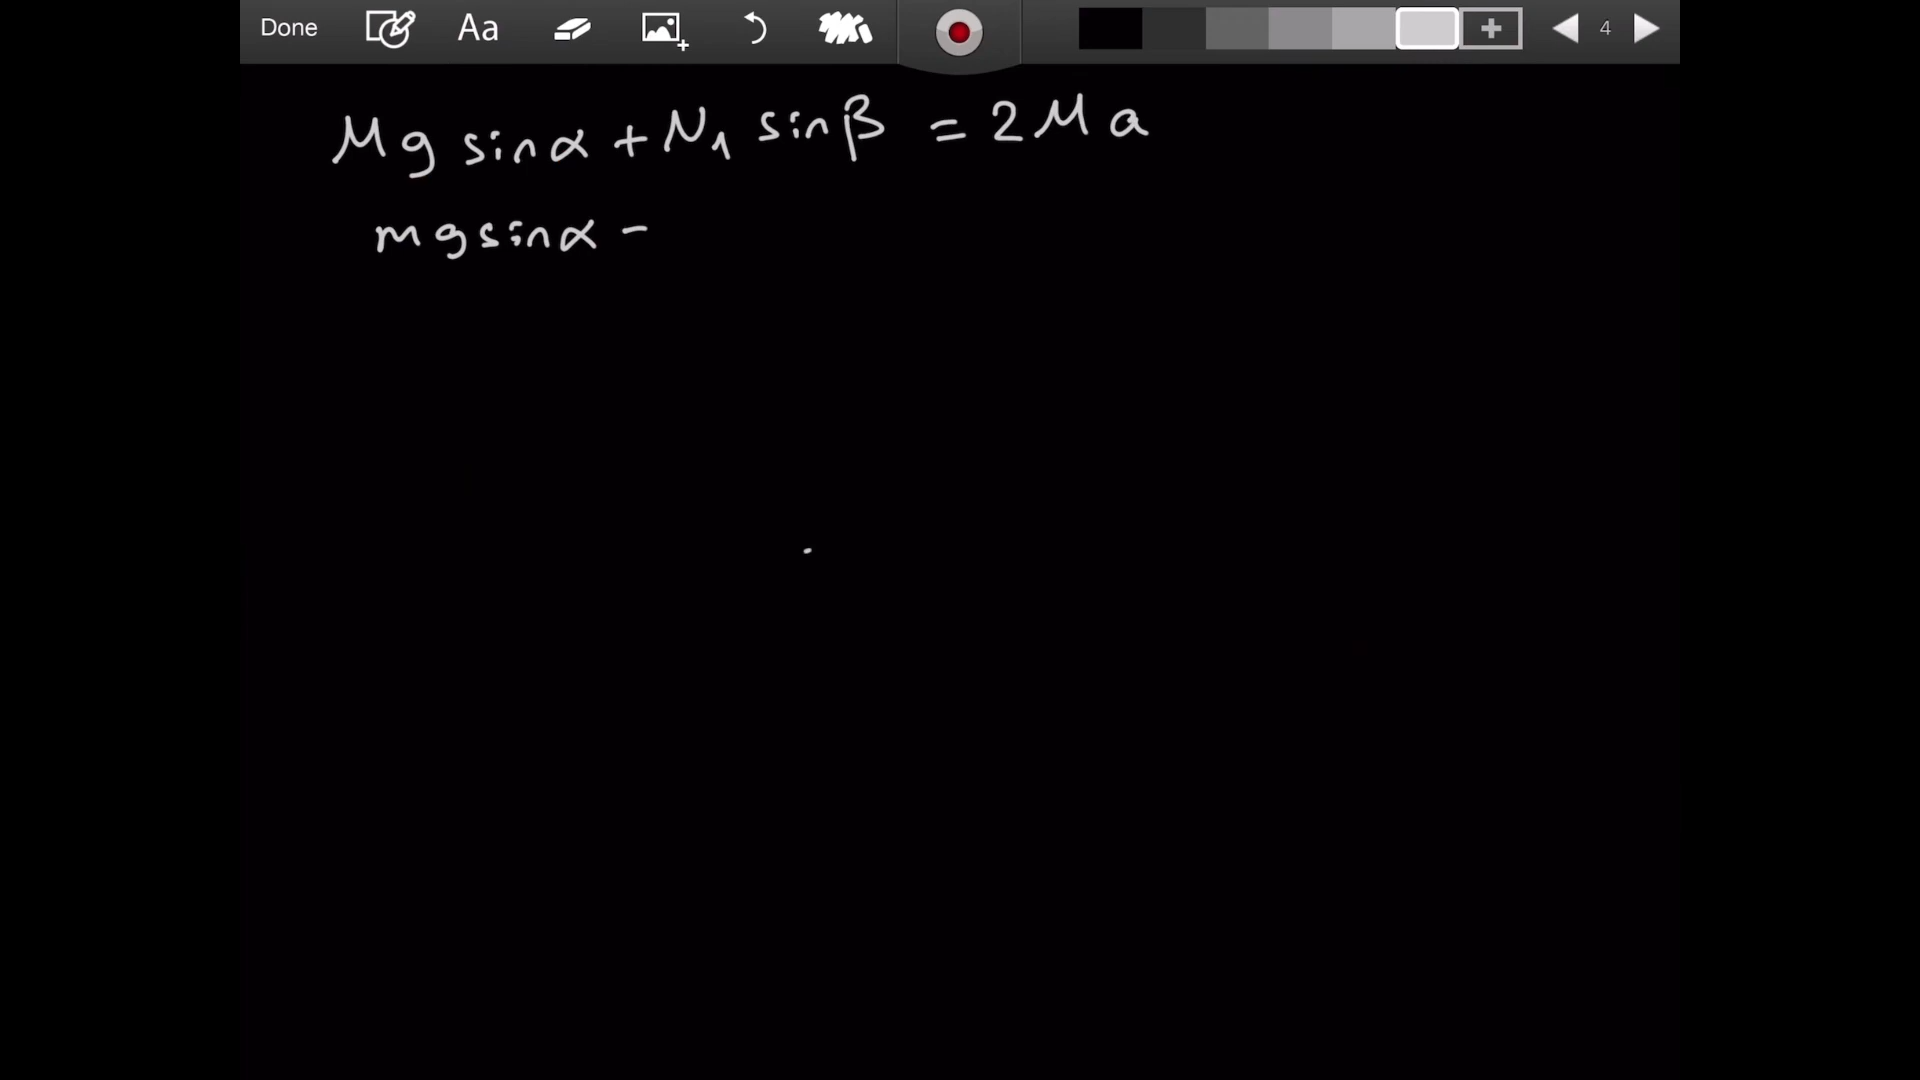 Done Aa 4
Mg sinα + N₁ sinβ = 2Ma
mg sinα -